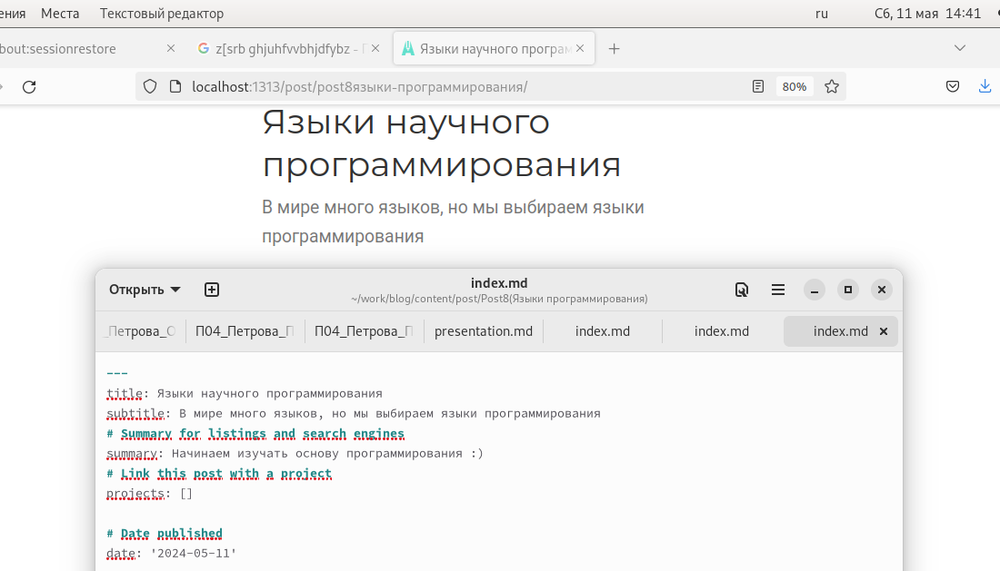 ения Места Текстовый редактор ru Сб, 11 мая 14:41
bout:sessionrestore z[srb ghjuhfvvbhjdfybz - Языки научного програм
localhost:1313/post/post8языки-программирования/ 80%
Языки научного
программирования
В мире много языков, но мы выбираем языки
программирования
Открыть index.md
~/work/blog/content/post/Post8(Языки программирования)
_Петрова_О П04_Петрова_П П04_Петрова_П presentation.md index.md index.md index.md
---
title: Языки научного программирования
subtitle: В мире много языков, но мы выбираем языки программирования
# Summary for listings and search engines
summary: Начинаем изучать основу программирования :)
# Link this post with a project
projects: []
# Date published
date: '2024-05-11'